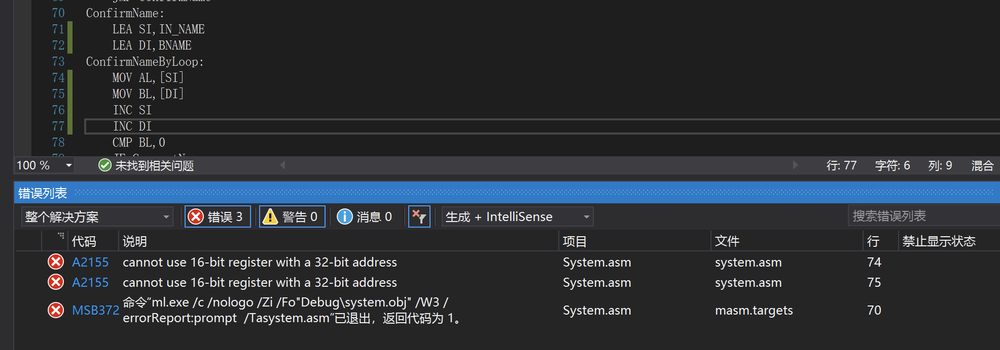 70 ConfirmName:
71 LEA SI,IN_NAME
72 LEA DI,BNAME
73 ConfirmNameByLoop:
74 MOV AL,[SI]
75 MOV BL,[DI]
76 INC SI
77 INC DI
78 CMP BL,0
100 % 未找到相关问题 行: 77 字符: 6 列: 9 混合
错误列表
整个解决方案 错误 3 警告 0 消息 0 生成 + IntelliSense 搜索错误列表
代码 说明 项目 文件 行 禁止显示状态
A2155 cannot use 16-bit register with a 32-bit address System.asm system.asm 74
A2155 cannot use 16-bit register with a 32-bit address System.asm system.asm 75
MSB372 命令“ml.exe /c /nologo /Zi /Fo"Debug\system.obj" /W3 / System.asm masm.targets 70
errorReport:prompt /Tasystem.asm”已退出，返回代码为 1。